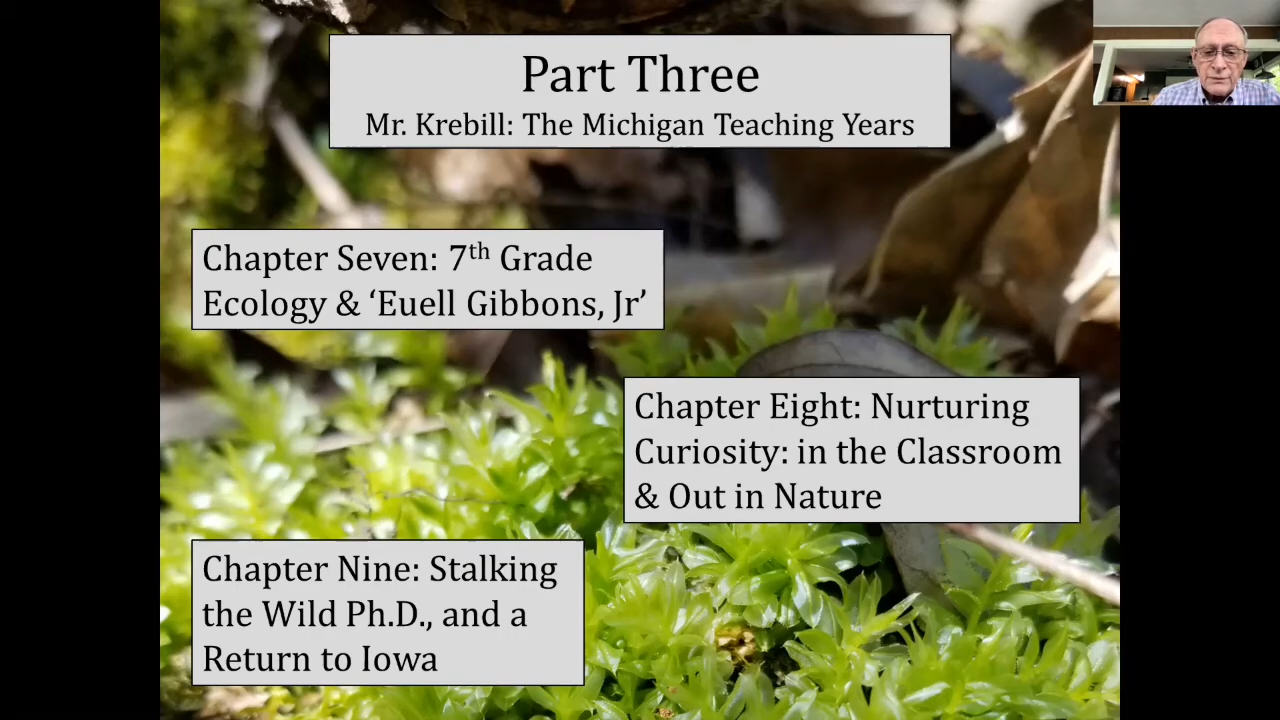 Part Three
Mr. Krebill: The Michigan Teaching Years
Chapter Seven: 7th Grade
Ecology & ‘Euell Gibbons, Jr’
Chapter Eight: Nurturing
Curiosity: in the Classroom
& Out in Nature
Chapter Nine: Stalking
the Wild Ph.D., and a
Return to Iowa